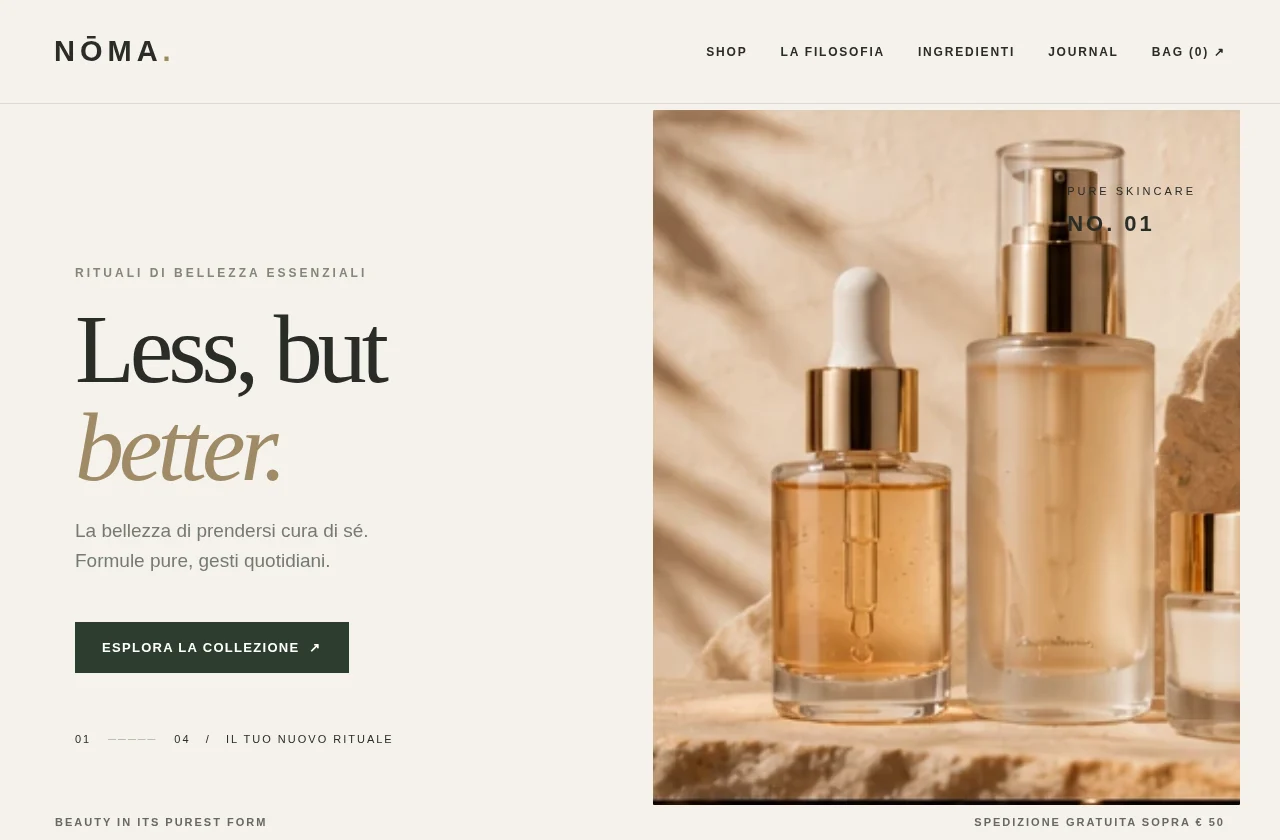 NŌMA.
SHOP LA FILOSOFIA INGREDIENTI JOURNAL BAG (0) ↗
PURE SKINCARE
NO. 01
RITUALI DI BELLEZZA ESSENZIALI
Less, but
better.
La bellezza di prendersi cura di sé.
Formule pure, gesti quotidiani.
ESPLORA LA COLLEZIONE ↗
01 ————— 04 / IL TUO NUOVO RITUALE
BEAUTY IN ITS PUREST FORM
SPEDIZIONE GRATUITA SOPRA € 50